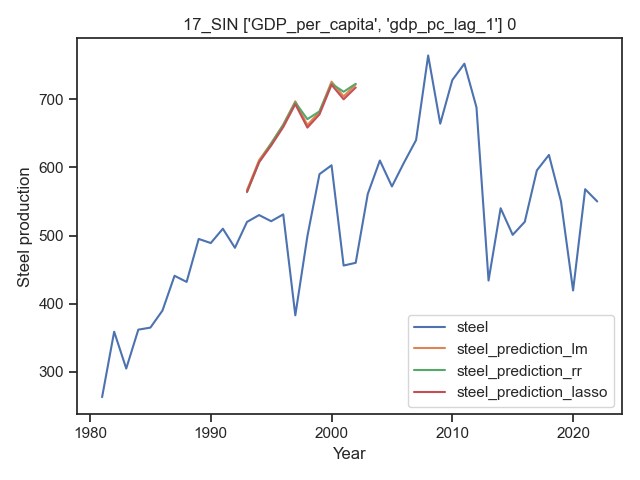 17_SIN ['GDP_per_capita', 'gdp_pc_lag_1'] 0
Steel production
700
600
500
400
300
steel
steel_prediction_lm
steel_prediction_rr
steel_prediction_lasso
1980
1990
2000
2010
2020
Year